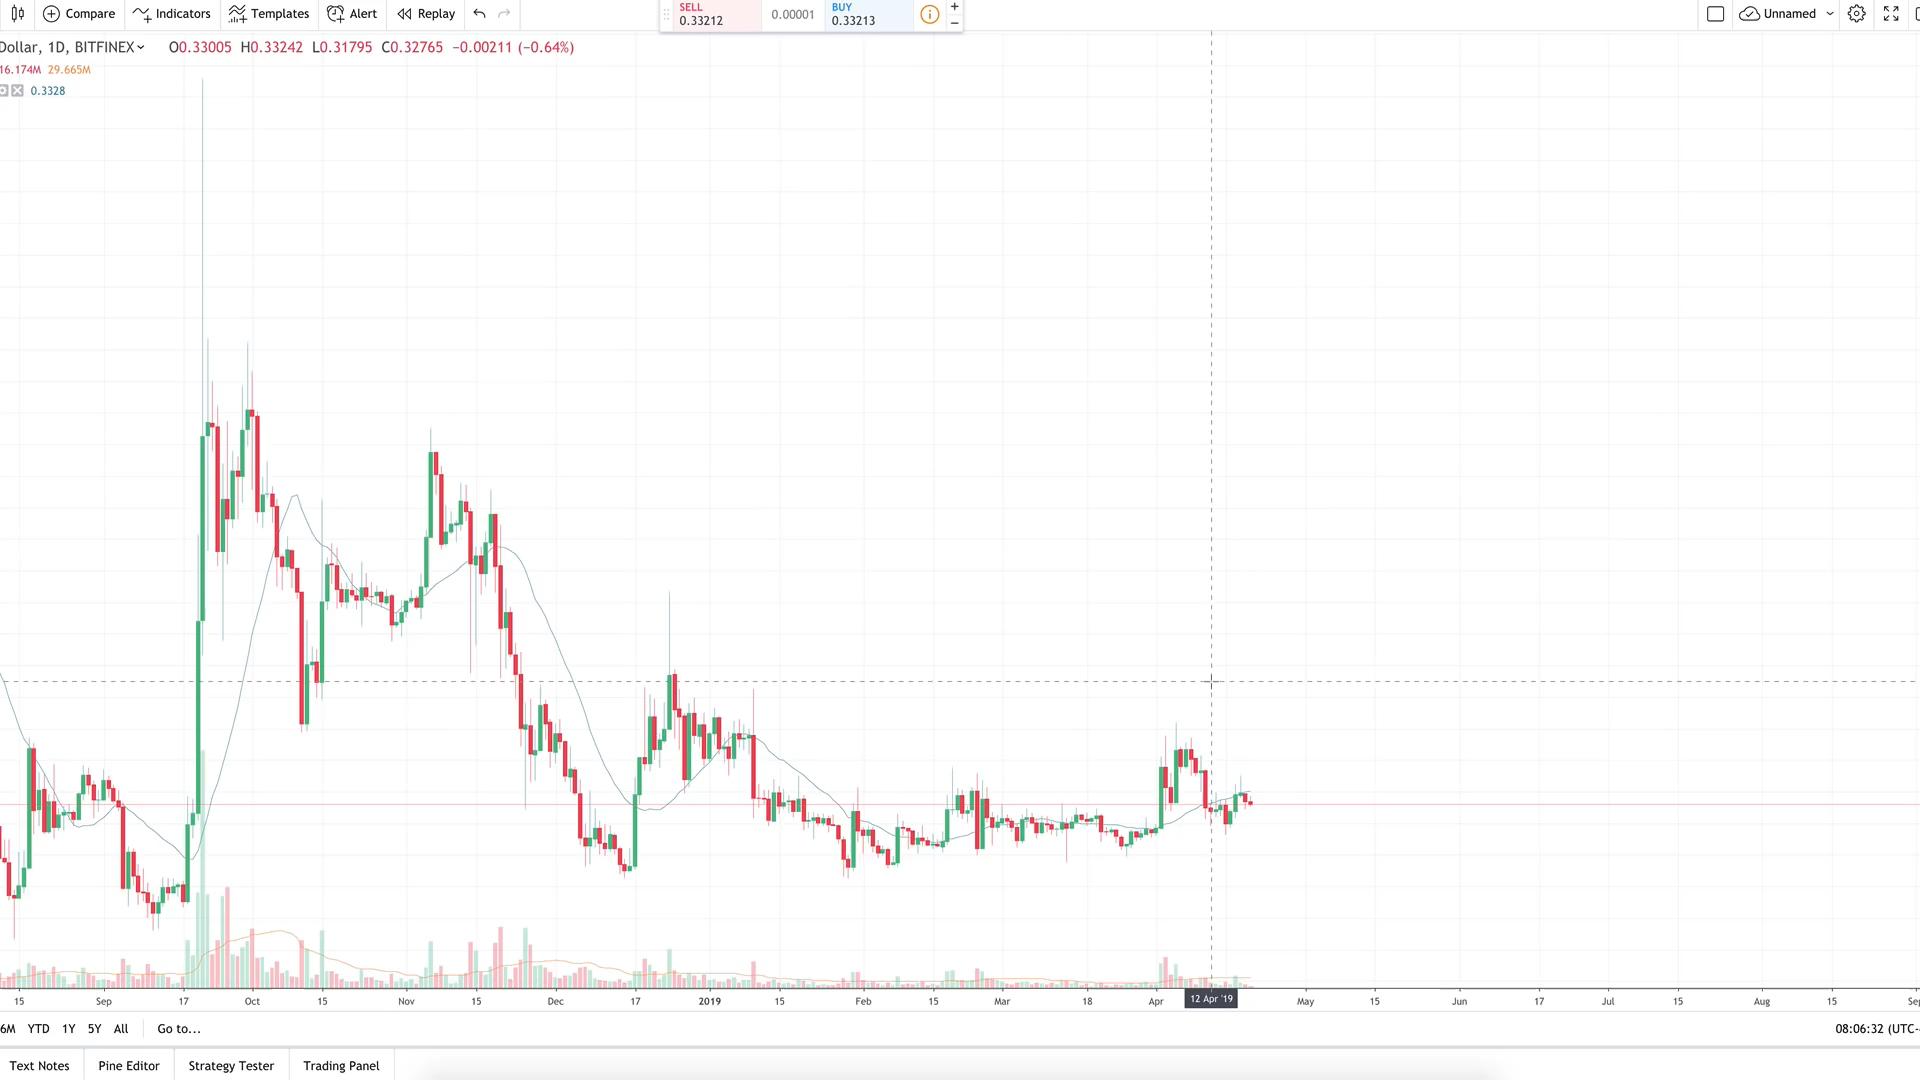 Compare Indicators Templates Alert Replay SELL 0.33212 0.00001 BUY 0.33213 + − Unnamed
Dollar, 1D, BITFINEX O0.33005 H0.33242 L0.31795 C0.32765 −0.00211 (−0.64%)
16.174M 29.665M
0.3328
15 Sep 17 Oct 15 Nov 15 Dec 17 2019 15 Feb 15 Mar 18 Apr 12 Apr '19 May 15 Jun 17 Jul 15 Aug 15 Sep
6M YTD 1Y 5Y All Go to... 08:06:32 (UTC-
Text Notes Pine Editor Strategy Tester Trading Panel